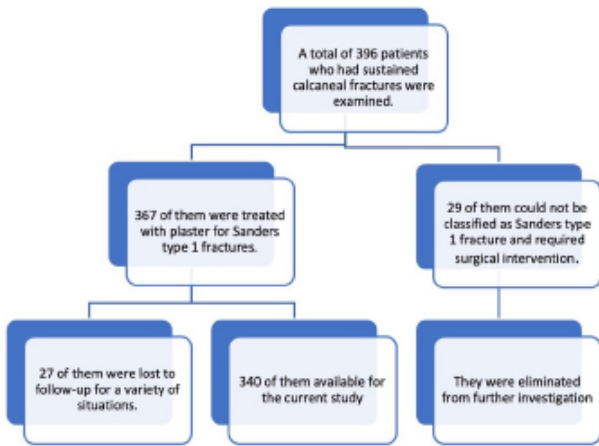 A total of 396 patients
who had sustained
calcaneal fractures were
examined.
367 of them were treated
with plaster for Sanders
type 1 fractures.
29 of them could not be
classified as Sanders type
1 fracture and required
surgical intervention.
27 of them were lost to
follow-up for a variety of
situations.
340 of them available for
the current study
They were eliminated
from further investigation